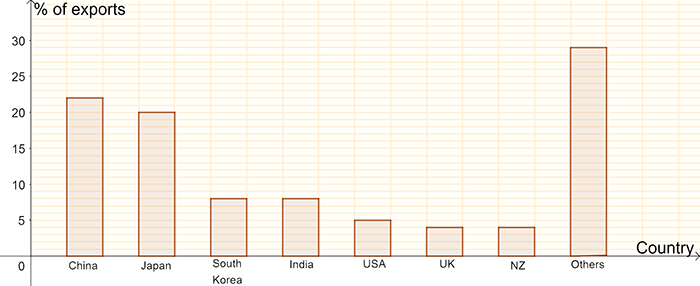 % of exports
30
25
20
15
10
5
0
Country
China
Japan
South
Korea
India
USA
UK
NZ
Others